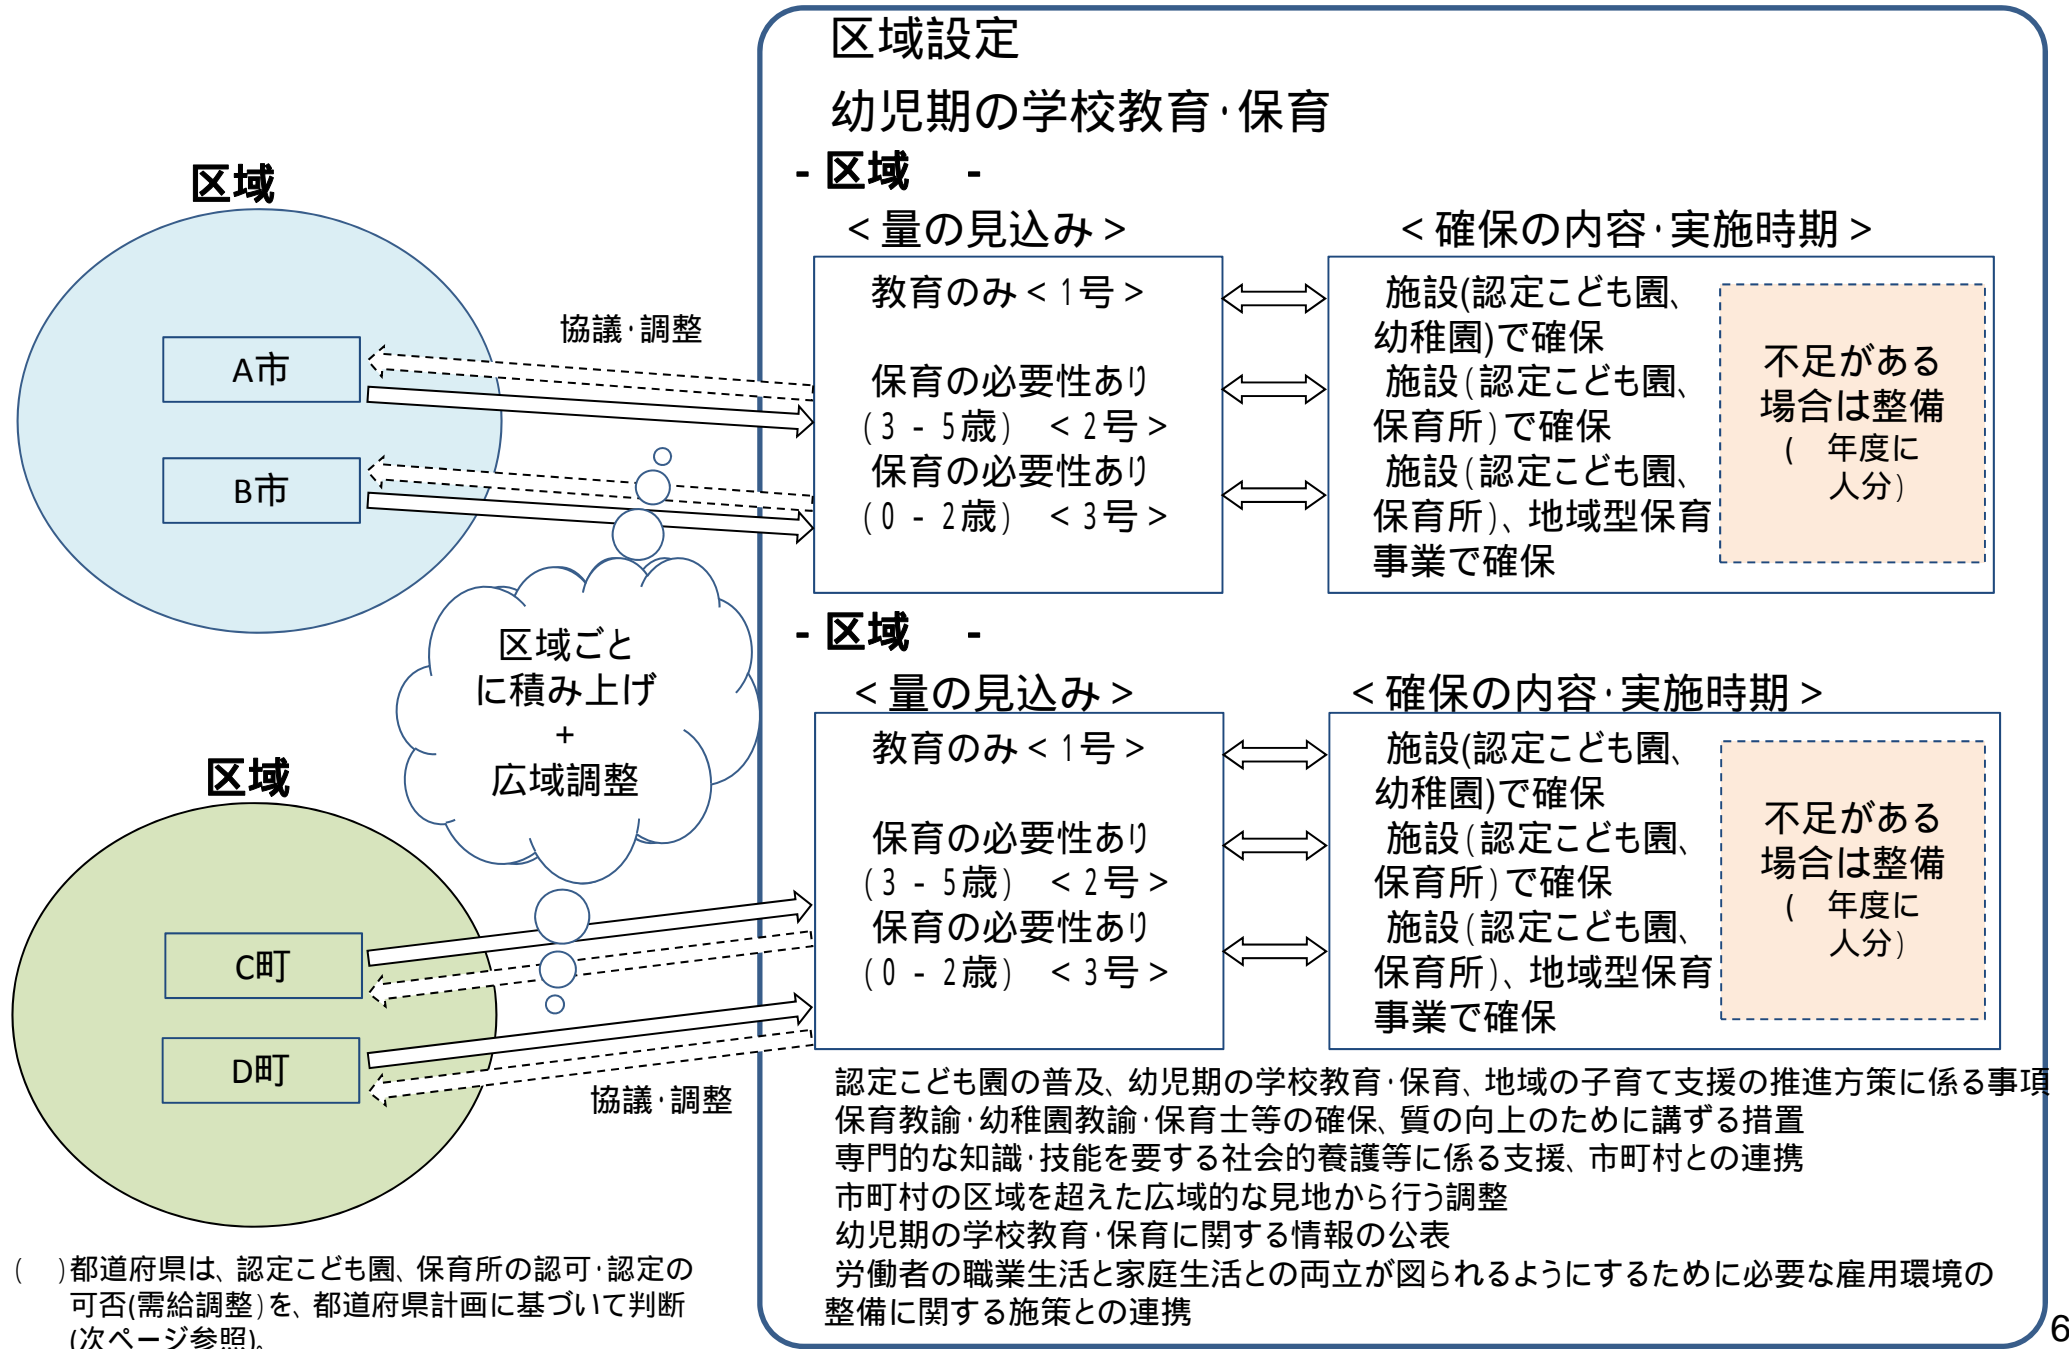 区域設定
幼児期の学校教育・保育
- 区域 -
区域
<量の見込み>
<確保の内容・実施時期>
教育のみ<1号>
保育の必要性あり
(3-5歳) <2号>
保育の必要性あり
(0-2歳) <3号>
施設(認定こども園、
幼稚園)で確保
施設(認定こども園、
保育所)で確保
施設(認定こども園、
保育所)、地域型保育
事業で確保
不足がある
場合は整備
( 年度に
人分)
協議・調整
A市
B市
区域ごと
に積み上げ
+
広域調整
- 区域 -
<量の見込み>
<確保の内容・実施時期>
教育のみ<1号>
保育の必要性あり
(3-5歳) <2号>
保育の必要性あり
(0-2歳) <3号>
施設(認定こども園、
幼稚園)で確保
施設(認定こども園、
保育所)で確保
施設(認定こども園、
保育所)、地域型保育
事業で確保
不足がある
場合は整備
( 年度に
人分)
区域
C町
D町
協議・調整
認定こども園の普及、幼児期の学校教育・保育、地域の子育て支援の推進方策に係る事項
保育教諭・幼稚園教諭・保育士等の確保、質の向上のために講ずる措置
専門的な知識・技能を要する社会的養護等に係る支援、市町村との連携
市町村の区域を超えた広域的な見地から行う調整
幼児期の学校教育・保育に関する情報の公表
労働者の職業生活と家庭生活との両立が図られるようにするために必要な雇用環境の
整備に関する施策との連携
( )都道府県は、認定こども園、保育所の認可・認定の
可否(需給調整)を、都道府県計画に基づいて判断
(次ページ参照)。
6